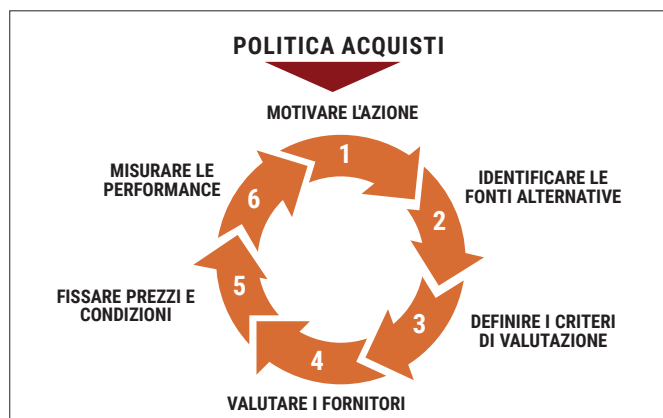 POLITICA ACQUISTI
MOTIVARE L'AZIONE
1
IDENTIFICARE LE
FONTI ALTERNATIVE
2
DEFINIRE I CRITERI
DI VALUTAZIONE
3
VALUTARE I FORNITORI
4
FISSARE PREZZI E
CONDIZIONI
5
MISURARE LE
PERFORMANCE
6